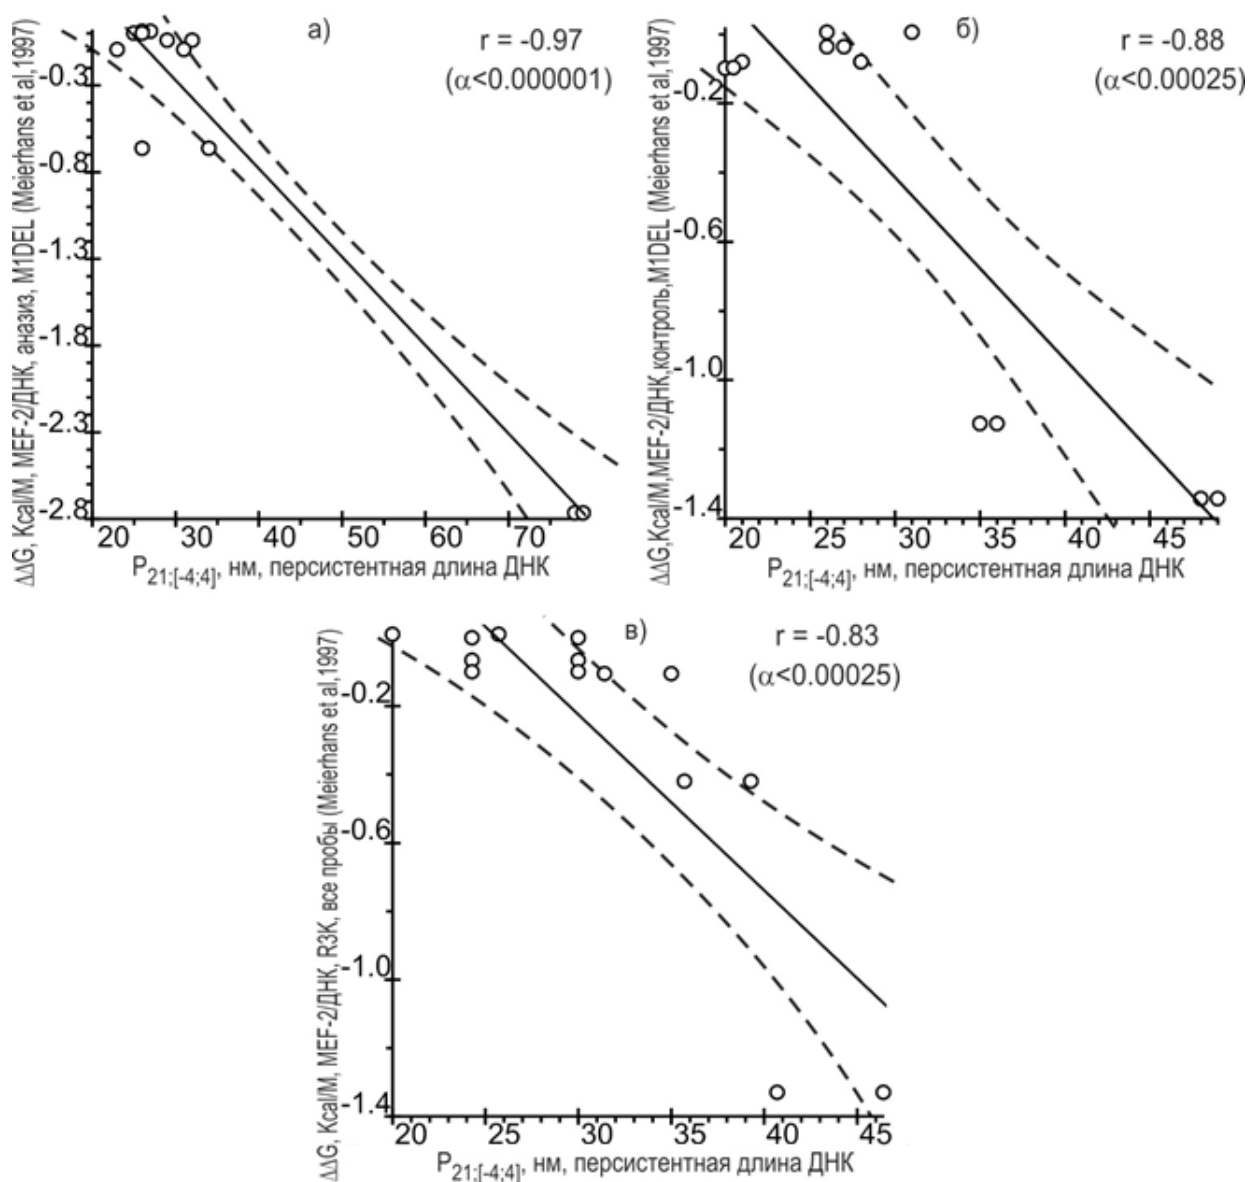 а)
r = -0.97
(α<0.000001)
ΔΔG, Kcal/M, MEF-2/ДНК, аназиз, M1DEL (Meierhans et al,1997)
-0.3
-0.8
-1.3
-1.8
-2.3
-2.8
20 30 40 50 60 70
P21;[-4;4], нм, персистентная длина ДНК
б)
r = -0.88
(α<0.00025)
ΔΔG,Kcal/M,MEF-2/ДНК,контроль,M1DEL (Meierhans et al,1997)
-0.2
-0.6
-1.0
-1.4
20 25 30 35 40 45
P21;[-4;4], нм, персистентная длина ДНК
в)
r = -0.83
(α<0.00025)
ΔΔG, Kcal/M, MEF-2/ДНК, R3K, все пробы (Meierhans et al,1997)
-0.2
-0.6
-1.0
-1.4
20 25 30 35 40 45
P21;[-4;4], нм, персистентная длина ДНК